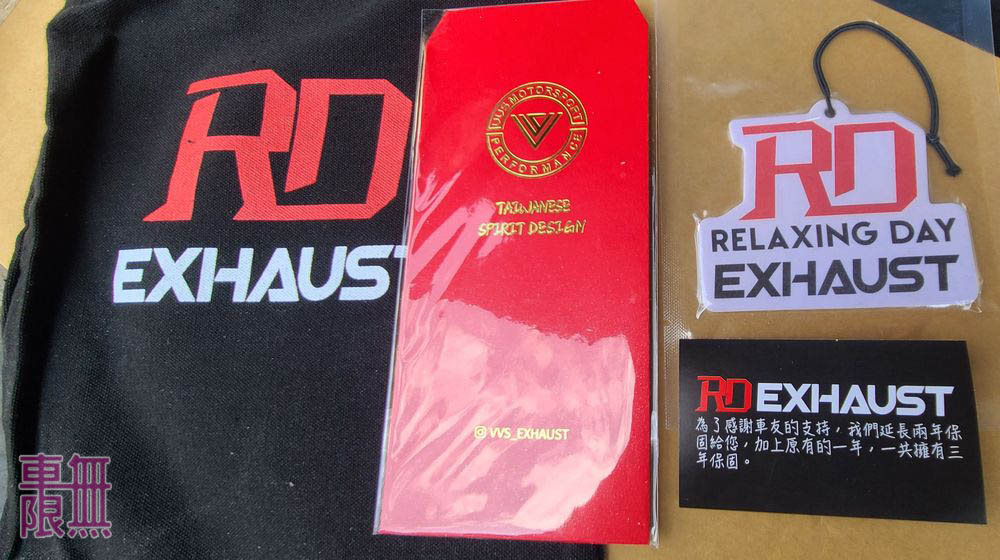 RD
EXHAUST
VVS MOTORSPORT
PERFORMANCE
TAIWANESE
SPIRIT DESIGN
VVS_EXHAUST
RD
RELAXING DAY
EXHAUST
RD EXHAUST
為了感謝車友的支持，我們延長兩年保
固給您，加上原有的一年，一共擁有三
年保固。
無限車